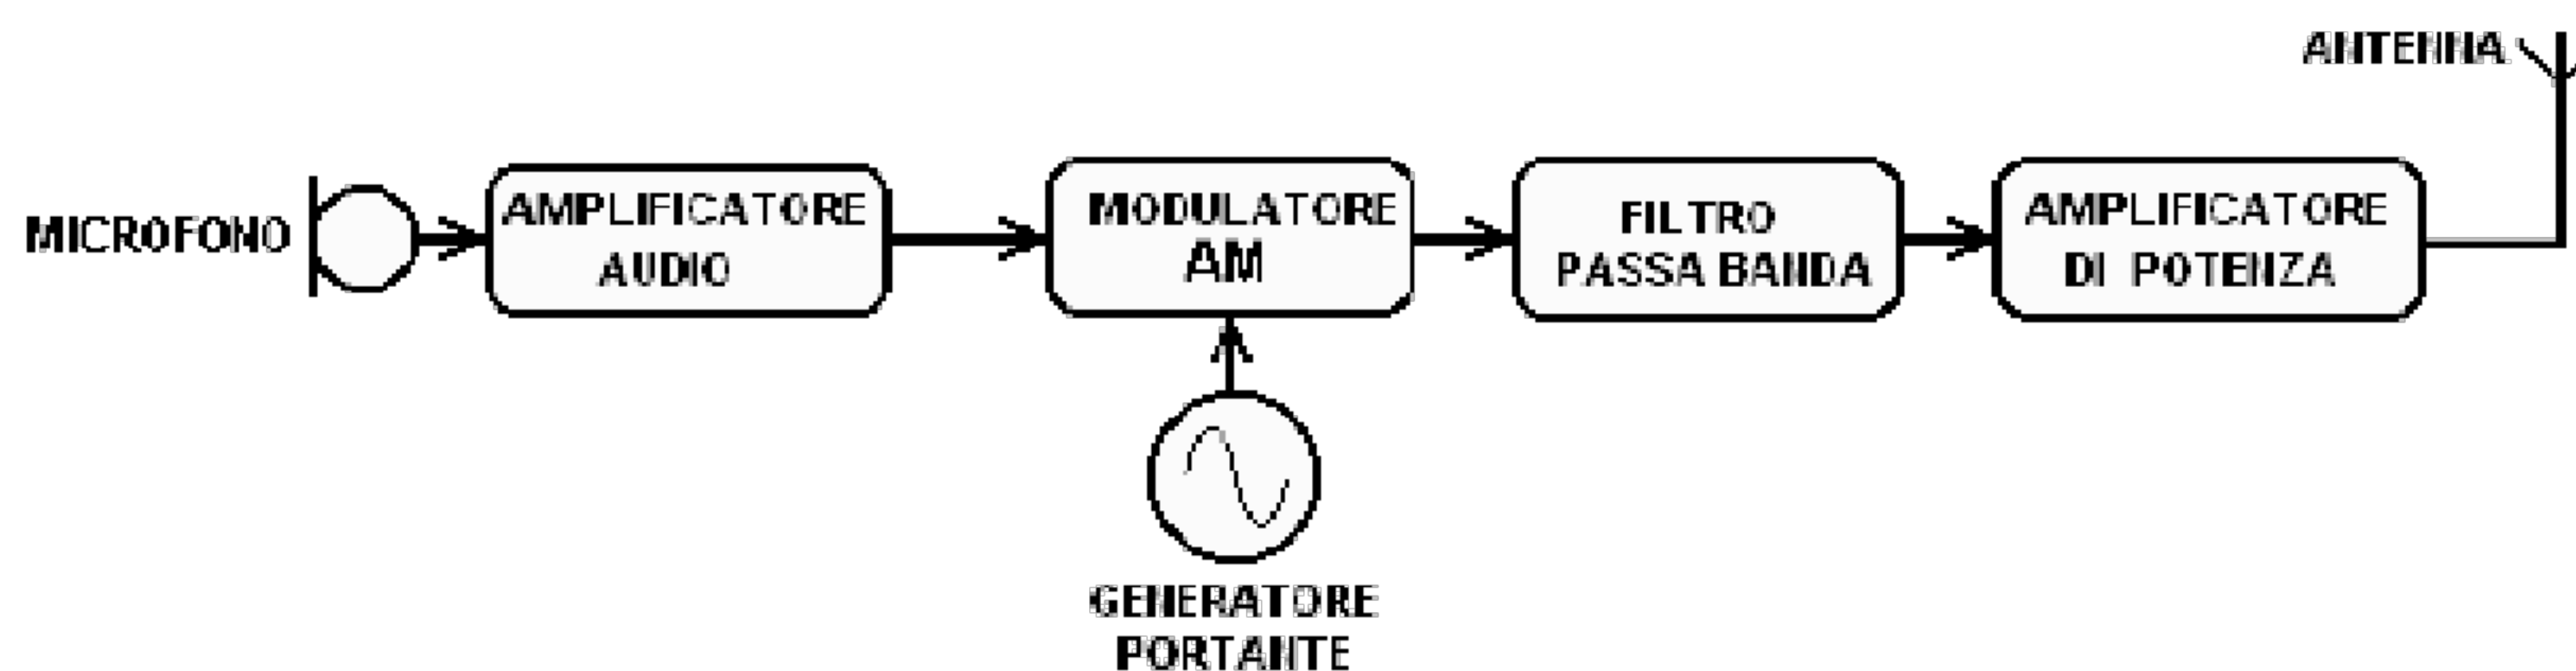 ANTENNA
MICROFONO
AMPLIFICATORE
AUDIO
MODULATORE
AM
FILTRO
PASSA BANDA
AMPLIFICATORE
DI POTENZA
GENERATORE
PORTANTE